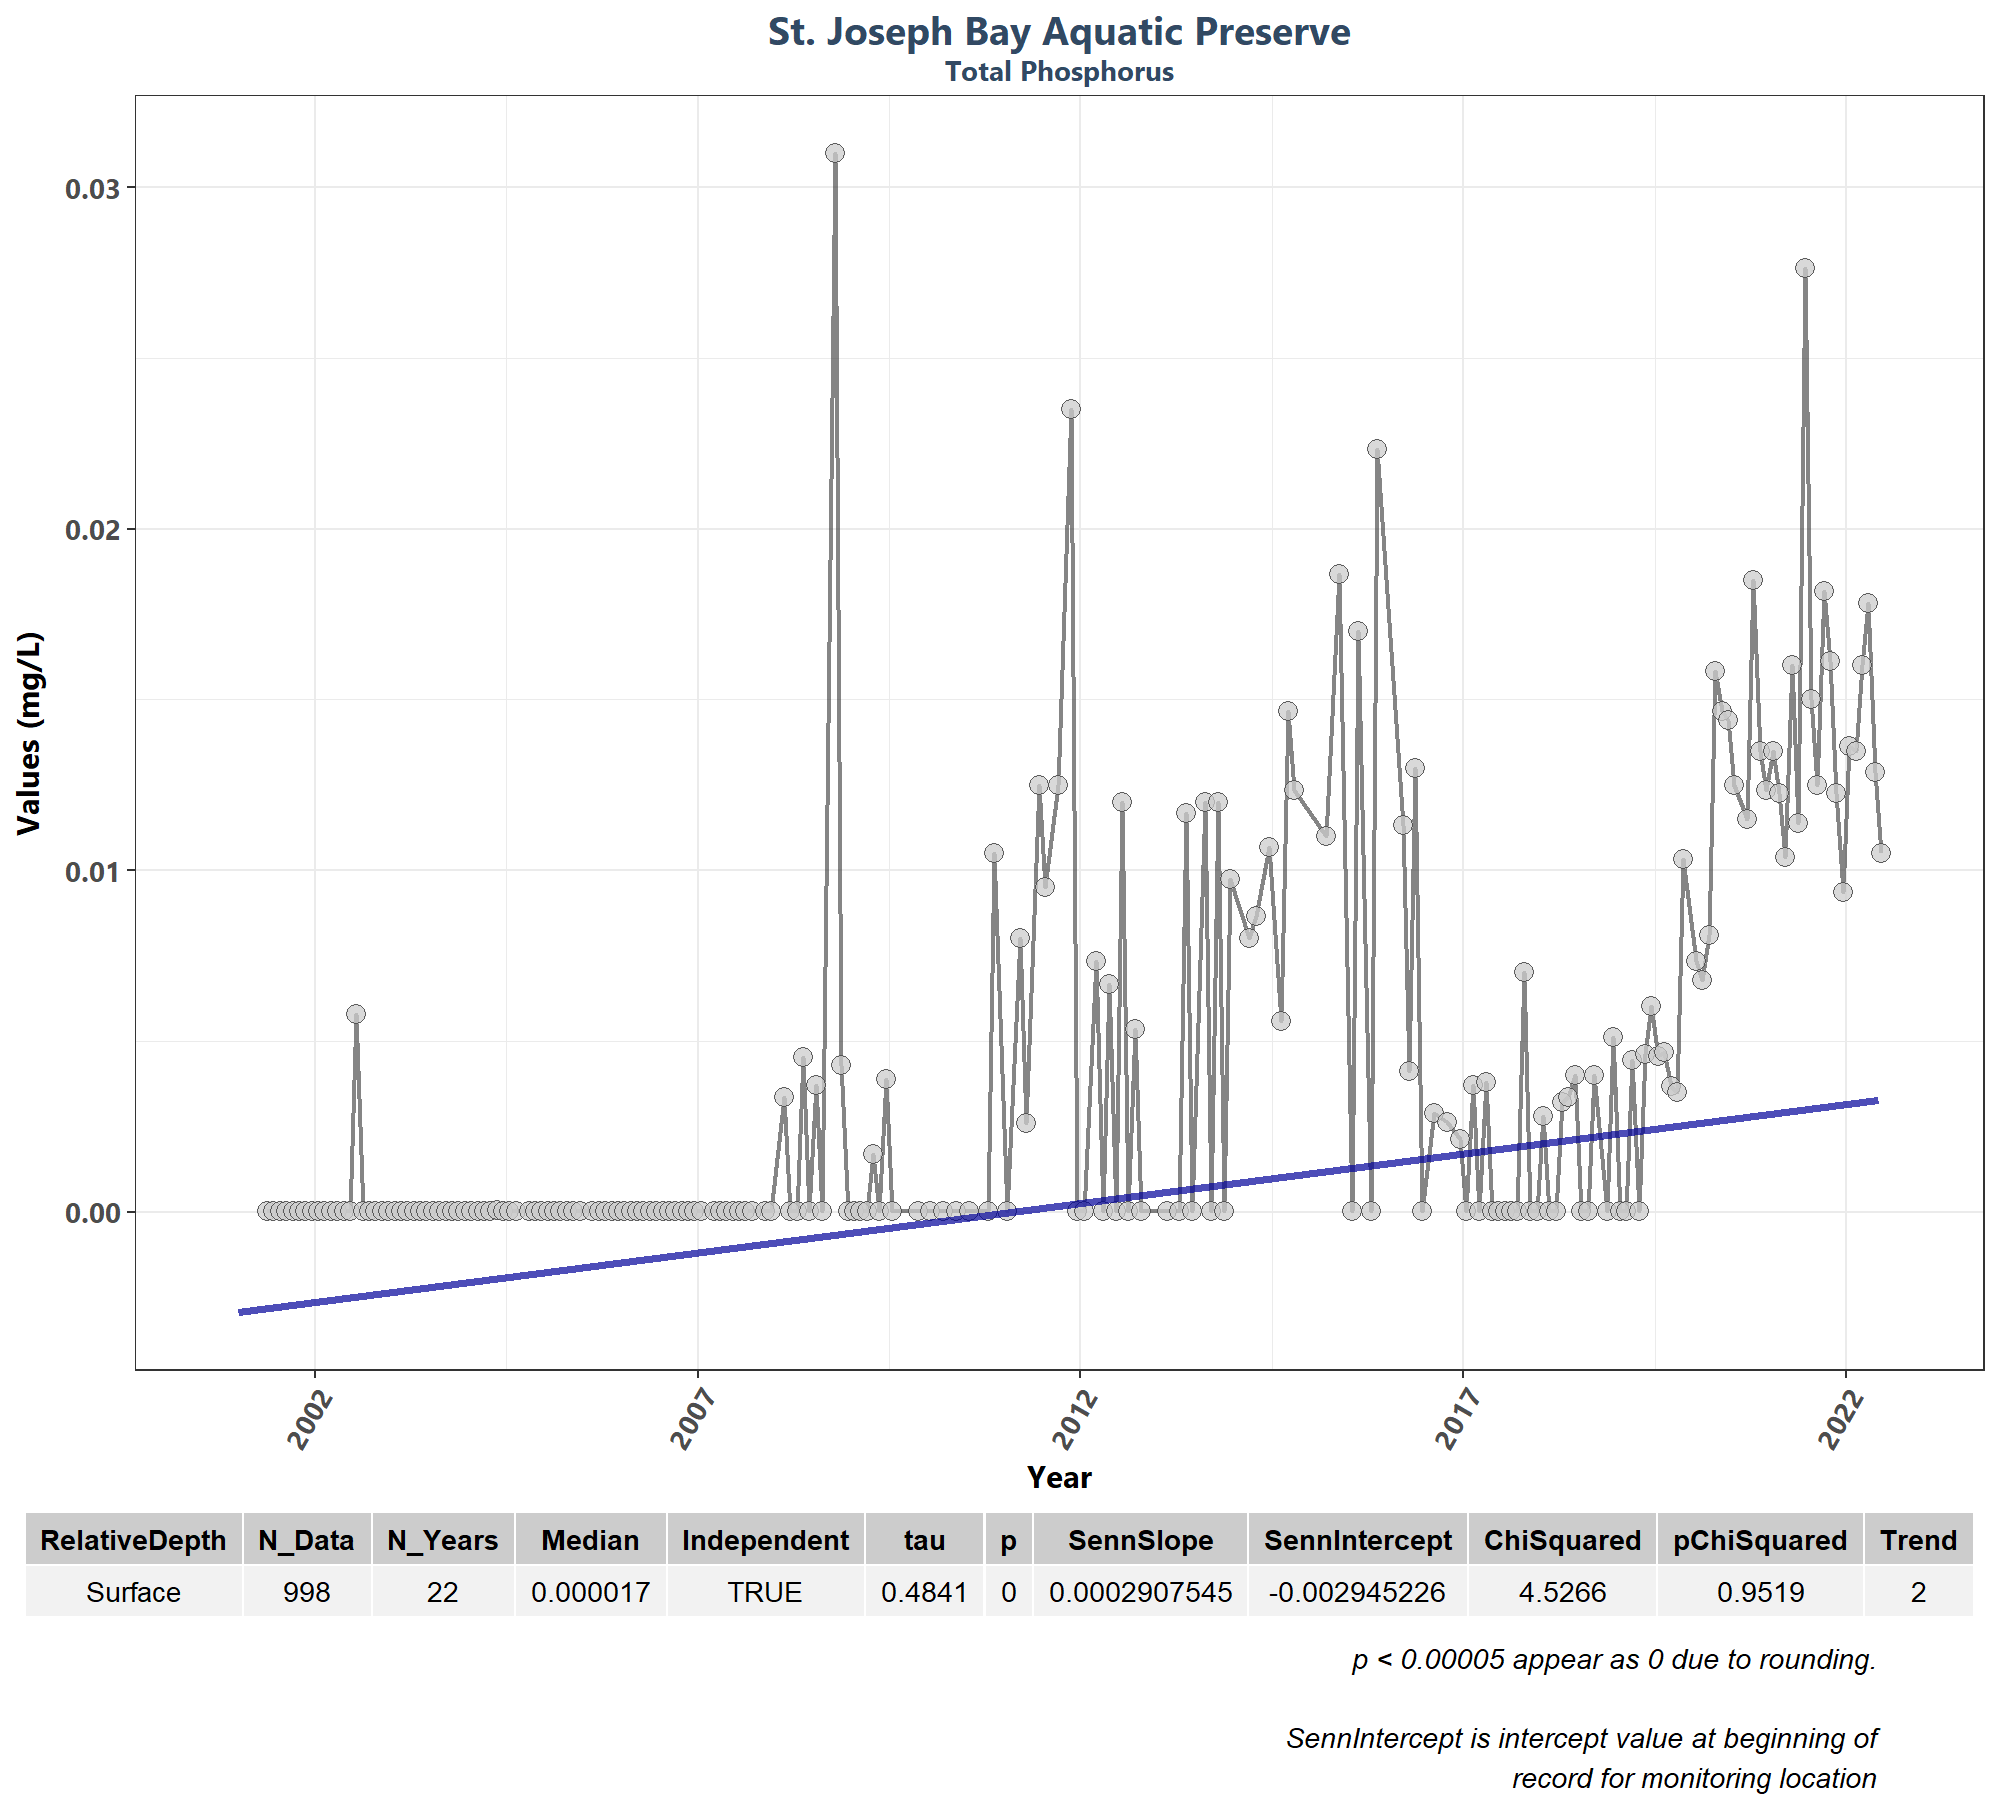 St. Joseph Bay Aquatic Preserve
Total Phosphorus
Values (mg/L)
0.03
0.02
0.01
0.00
2002 2007 2012 2017 2022
Year
RelativeDepth N_Data N_Years Median Independent tau p SennSlope SennIntercept ChiSquared pChiSquared Trend
Surface 998 22 0.000017 TRUE 0.4841 0 0.0002907545 -0.002945226 4.5266 0.9519 2
p < 0.00005 appear as 0 due to rounding.
SennIntercept is intercept value at beginning of
record for monitoring location